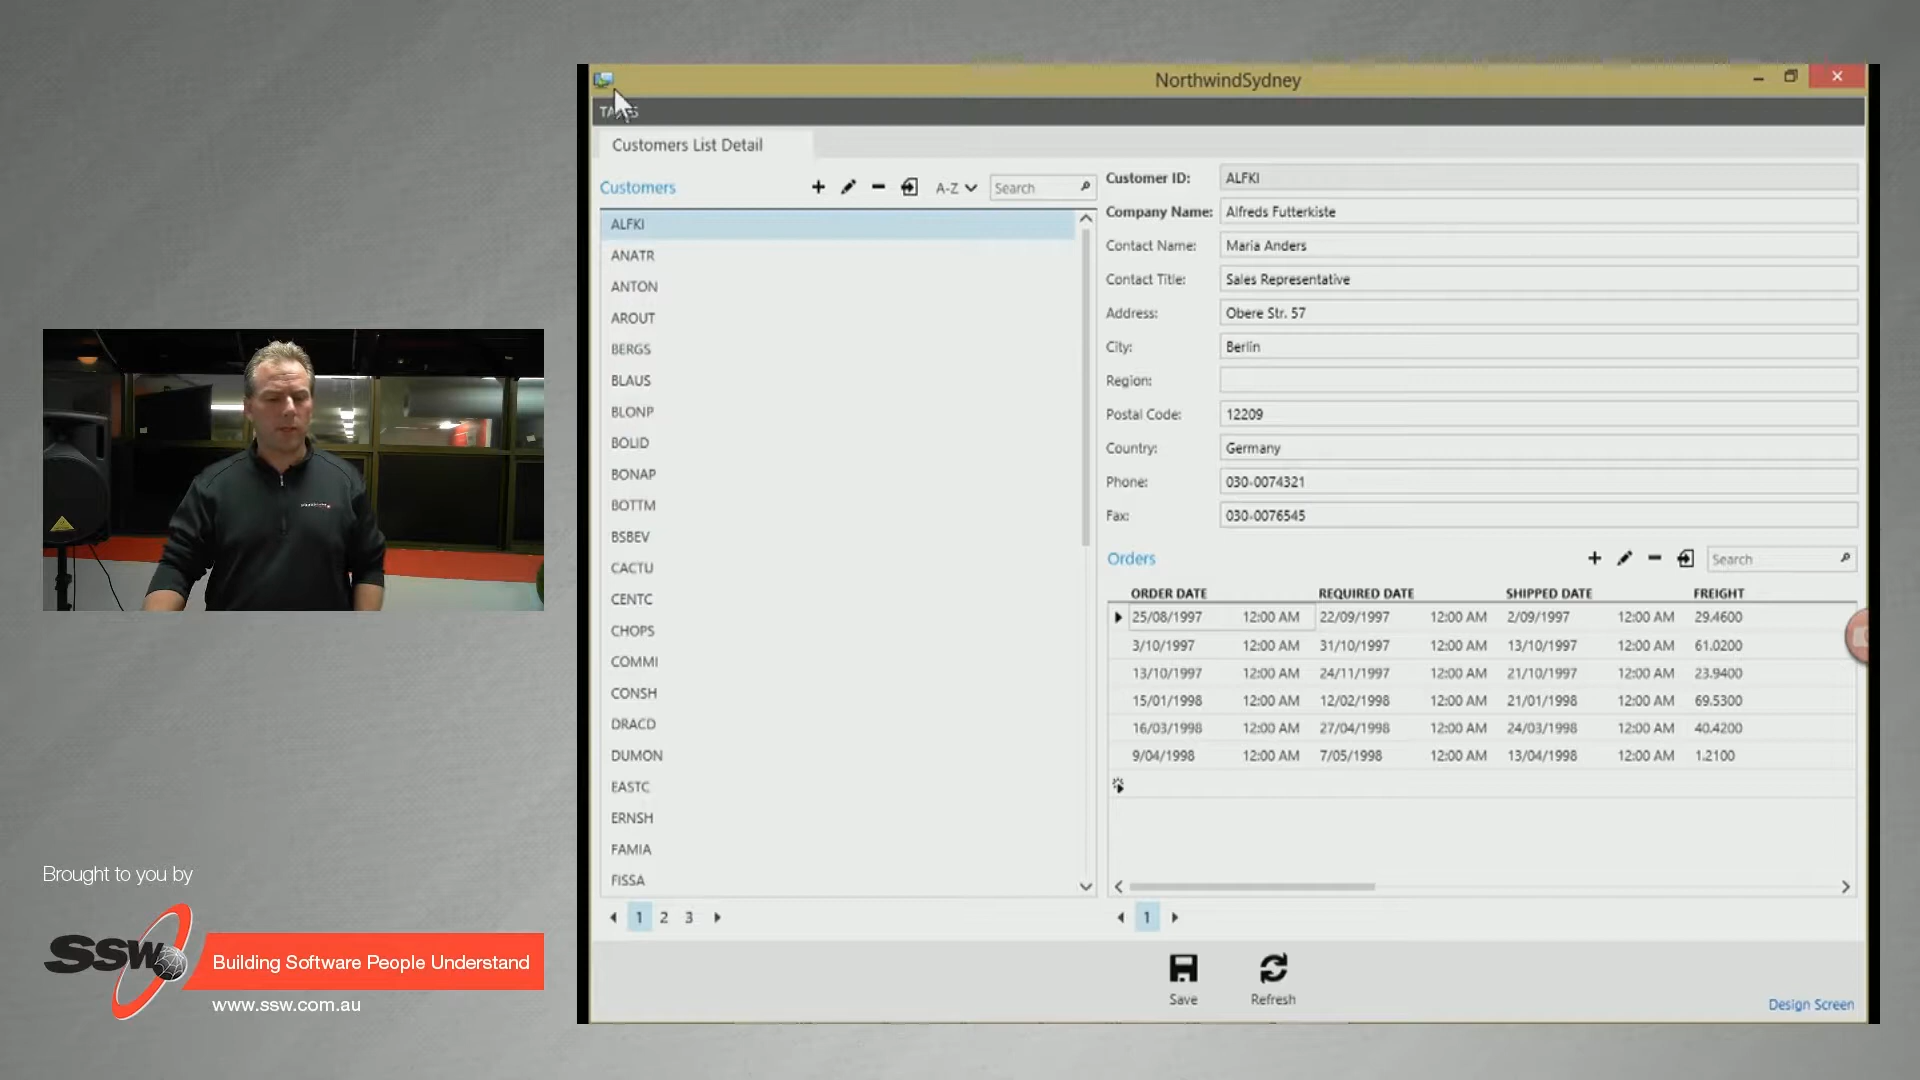 NorthwindSydney
Customers List Detail
Customers
A-Z
Search
ALFKI
ANATR
ANTON
AROUT
BERGS
BLAUS
BLONP
BOLID
BONAP
BOTTM
BSBEV
CACTU
CENTC
CHOPS
COMMI
CONSH
DRACD
DUMON
EASTC
ERNSH
FAMIA
FISSA
1 2 3
Customer ID: ALFKI
Company Name: Alfreds Futterkiste
Contact Name: Maria Anders
Contact Title: Sales Representative
Address: Obere Str. 57
City: Berlin
Region:
Postal Code: 12209
Country: Germany
Phone: 030-0074321
Fax: 030-0076545
Orders
Search
ORDER DATE REQUIRED DATE SHIPPED DATE FREIGHT
25/08/1997 12:00 AM 22/09/1997 12:00 AM 2/09/1997 12:00 AM 29.4600
3/10/1997 12:00 AM 31/10/1997 12:00 AM 13/10/1997 12:00 AM 61.0200
13/10/1997 12:00 AM 24/11/1997 12:00 AM 21/10/1997 12:00 AM 23.9400
15/01/1998 12:00 AM 12/02/1998 12:00 AM 21/01/1998 12:00 AM 69.5300
16/03/1998 12:00 AM 27/04/1998 12:00 AM 24/03/1998 12:00 AM 40.4200
9/04/1998 12:00 AM 7/05/1998 12:00 AM 13/04/1998 12:00 AM 1.2100
1
Save
Refresh
Design Screen
Brought to you by
SSW
Building Software People Understand
www.ssw.com.au